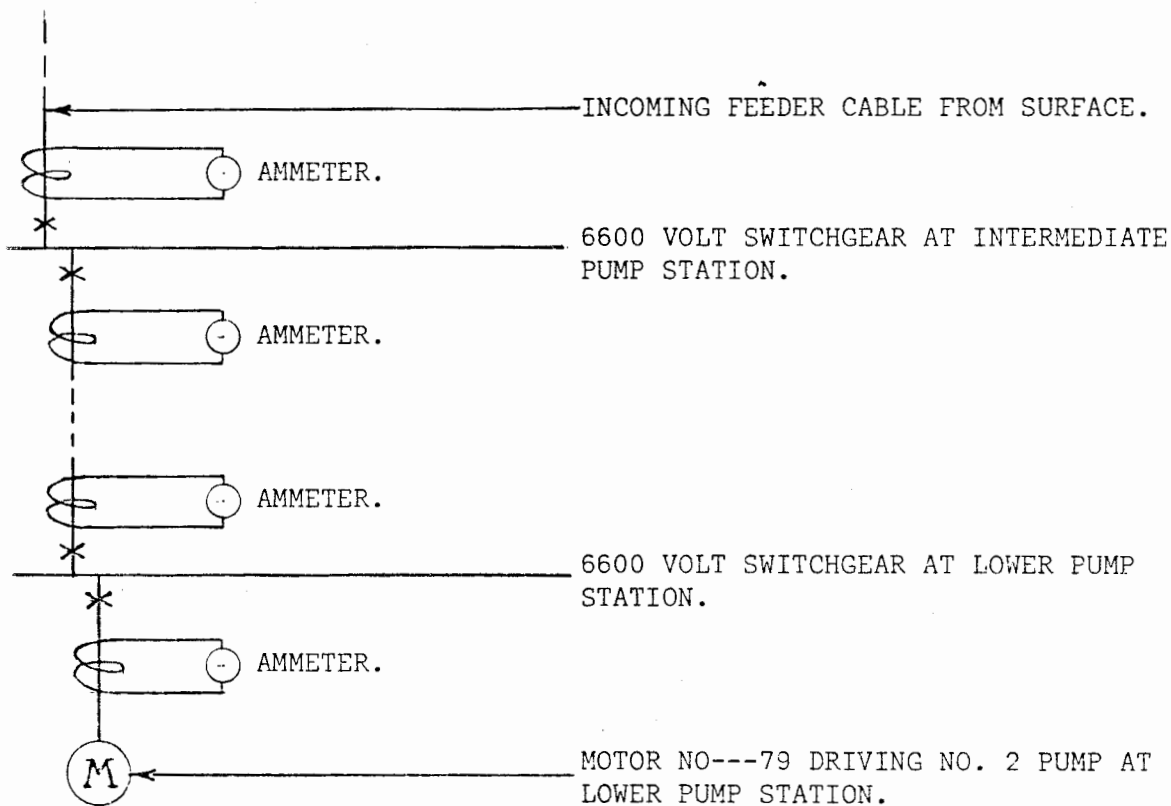 INCOMING FEEDER CABLE FROM SURFACE.
AMMETER.
6600 VOLT SWITCHGEAR AT INTERMEDIATE
PUMP STATION.
AMMETER.
AMMETER.
6600 VOLT SWITCHGEAR AT LOWER PUMP
STATION.
AMMETER.
M
MOTOR NO---79 DRIVING NO. 2 PUMP AT
LOWER PUMP STATION.